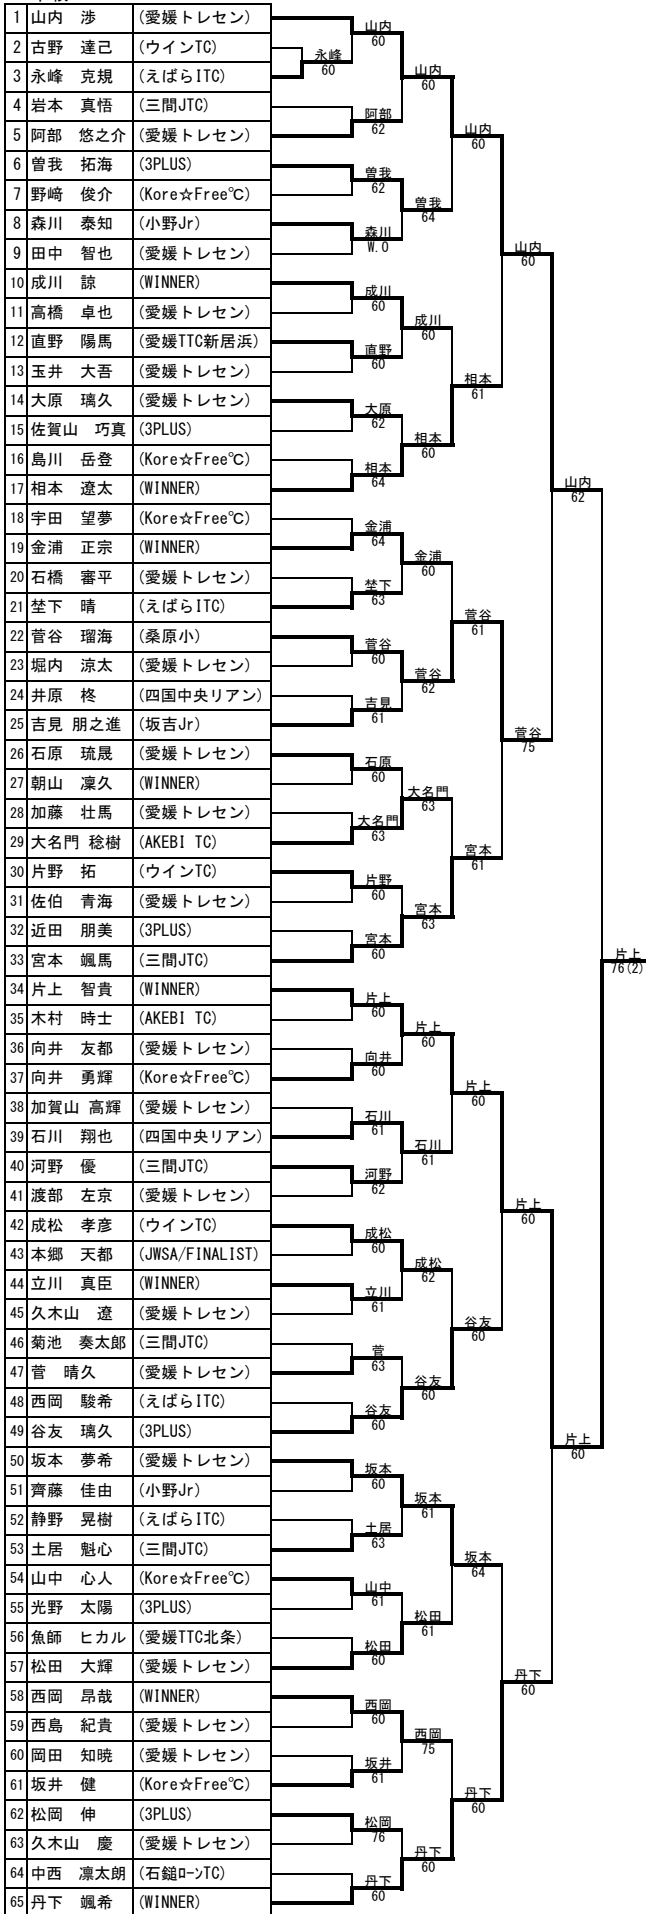 1 山内 渉 (愛媛トレセン)
2 古野 達己 (ウインTC)
3 永峰 克規 (えばらITC)
4 岩本 真悟 (三間JTC)
5 阿部 悠之介 (愛媛トレセン)
6 曽我 拓海 (3PLUS)
7 野﨑 俊介 (Kore☆Free℃)
8 森川 泰知 (小野Jr)
9 田中 智也 (愛媛トレセン)
10 成川 諒 (WINNER)
11 高橋 卓也 (愛媛トレセン)
12 直野 陽馬 (愛媛TTC新居浜)
13 玉井 大吾 (愛媛トレセン)
14 大原 璃久 (愛媛トレセン)
15 佐賀山 巧真 (3PLUS)
16 島川 岳登 (Kore☆Free℃)
17 相本 遼太 (WINNER)
18 宇田 望夢 (Kore☆Free℃)
19 金浦 正宗 (WINNER)
20 石橋 審平 (愛媛トレセン)
21 埜下 晴 (えばらITC)
22 菅谷 瑠海 (桑原小)
23 堀内 涼太 (愛媛トレセン)
24 井原 柊 (四国中央リアン)
25 吉見 朋之進 (坂吉Jr)
26 石原 琉晟 (愛媛トレセン)
27 朝山 凜久 (WINNER)
28 加藤 壮馬 (愛媛トレセン)
29 大名門 稔樹 (AKEBI TC)
30 片野 拓 (ウインTC)
31 佐伯 青海 (愛媛トレセン)
32 近田 朋美 (3PLUS)
33 宮本 颯馬 (三間JTC)
34 片上 智貴 (WINNER)
35 木村 時士 (AKEBI TC)
36 向井 友都 (愛媛トレセン)
37 向井 勇輝 (Kore☆Free℃)
38 加賀山 高輝 (愛媛トレセン)
39 石川 翔也 (四国中央リアン)
40 河野 優 (三間JTC)
41 渡部 左京 (愛媛トレセン)
42 成松 孝彦 (ウインTC)
43 本郷 天都 (JWSA/FINALIST)
44 立川 真臣 (WINNER)
45 久木山 遼 (愛媛トレセン)
46 菊池 奏太郎 (三間JTC)
47 菅 晴久 (愛媛トレセン)
48 西岡 駿希 (えばらITC)
49 谷友 璃久 (3PLUS)
50 坂本 夢希 (愛媛トレセン)
51 齊藤 佳由 (小野Jr)
52 静野 晃樹 (えばらITC)
53 土居 魁心 (三間JTC)
54 山中 心人 (Kore☆Free℃)
55 光野 太陽 (3PLUS)
56 魚師 ヒカル (愛媛TTC北条)
57 松田 大輝 (愛媛トレセン)
58 西岡 昂哉 (WINNER)
59 西島 紀貴 (愛媛トレセン)
60 岡田 知暁 (愛媛トレセン)
61 坂井 健 (Kore☆Free℃)
62 松岡 伸 (3PLUS)
63 久木山 慶 (愛媛トレセン)
64 中西 凛太朗 (石鎚ローンTC)
65 丹下 颯希 (WINNER)
永峰
60
山内
60
阿部
62
曽我
62
森川
W.O
成川
60
直野
60
大原
62
相本
64
金浦
64
埜下
63
菅谷
60
吉見
61
石原
60
大名門
63
片野
60
宮本
60
片上
60
向井
60
石川
61
河野
62
成松
60
立川
61
菅
63
谷友
60
坂本
60
土居
63
山中
61
松田
60
西岡
60
坂井
61
松岡
76
丹下
60
山内
60
曽我
64
成川
60
相本
60
金浦
60
菅谷
62
大名門
63
宮本
63
片上
60
石川
61
成松
62
谷友
60
坂本
61
松田
61
西岡
75
丹下
60
山内
60
相本
61
菅谷
61
宮本
61
片上
60
谷友
60
坂本
64
丹下
60
山内
60
菅谷
75
片上
60
丹下
60
山内
62
片上
60
片上
76(2)